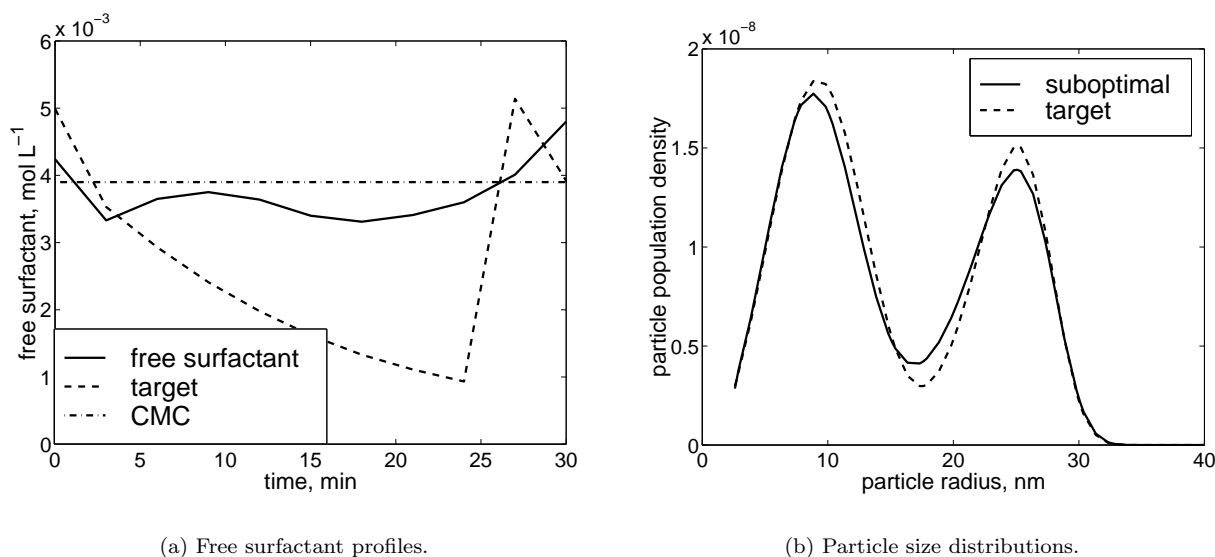 x 10⁻³
6
5
4
3
2
1
0
free surfactant, mol L⁻¹
free surfactant
target
CMC
0 5 10 15 20 25 30
time, min
(a) Free surfactant profiles.
x 10⁻⁸
2
1.5
1
0.5
0
particle population density
suboptimal
target
0 10 20 30 40
particle radius, nm
(b) Particle size distributions.